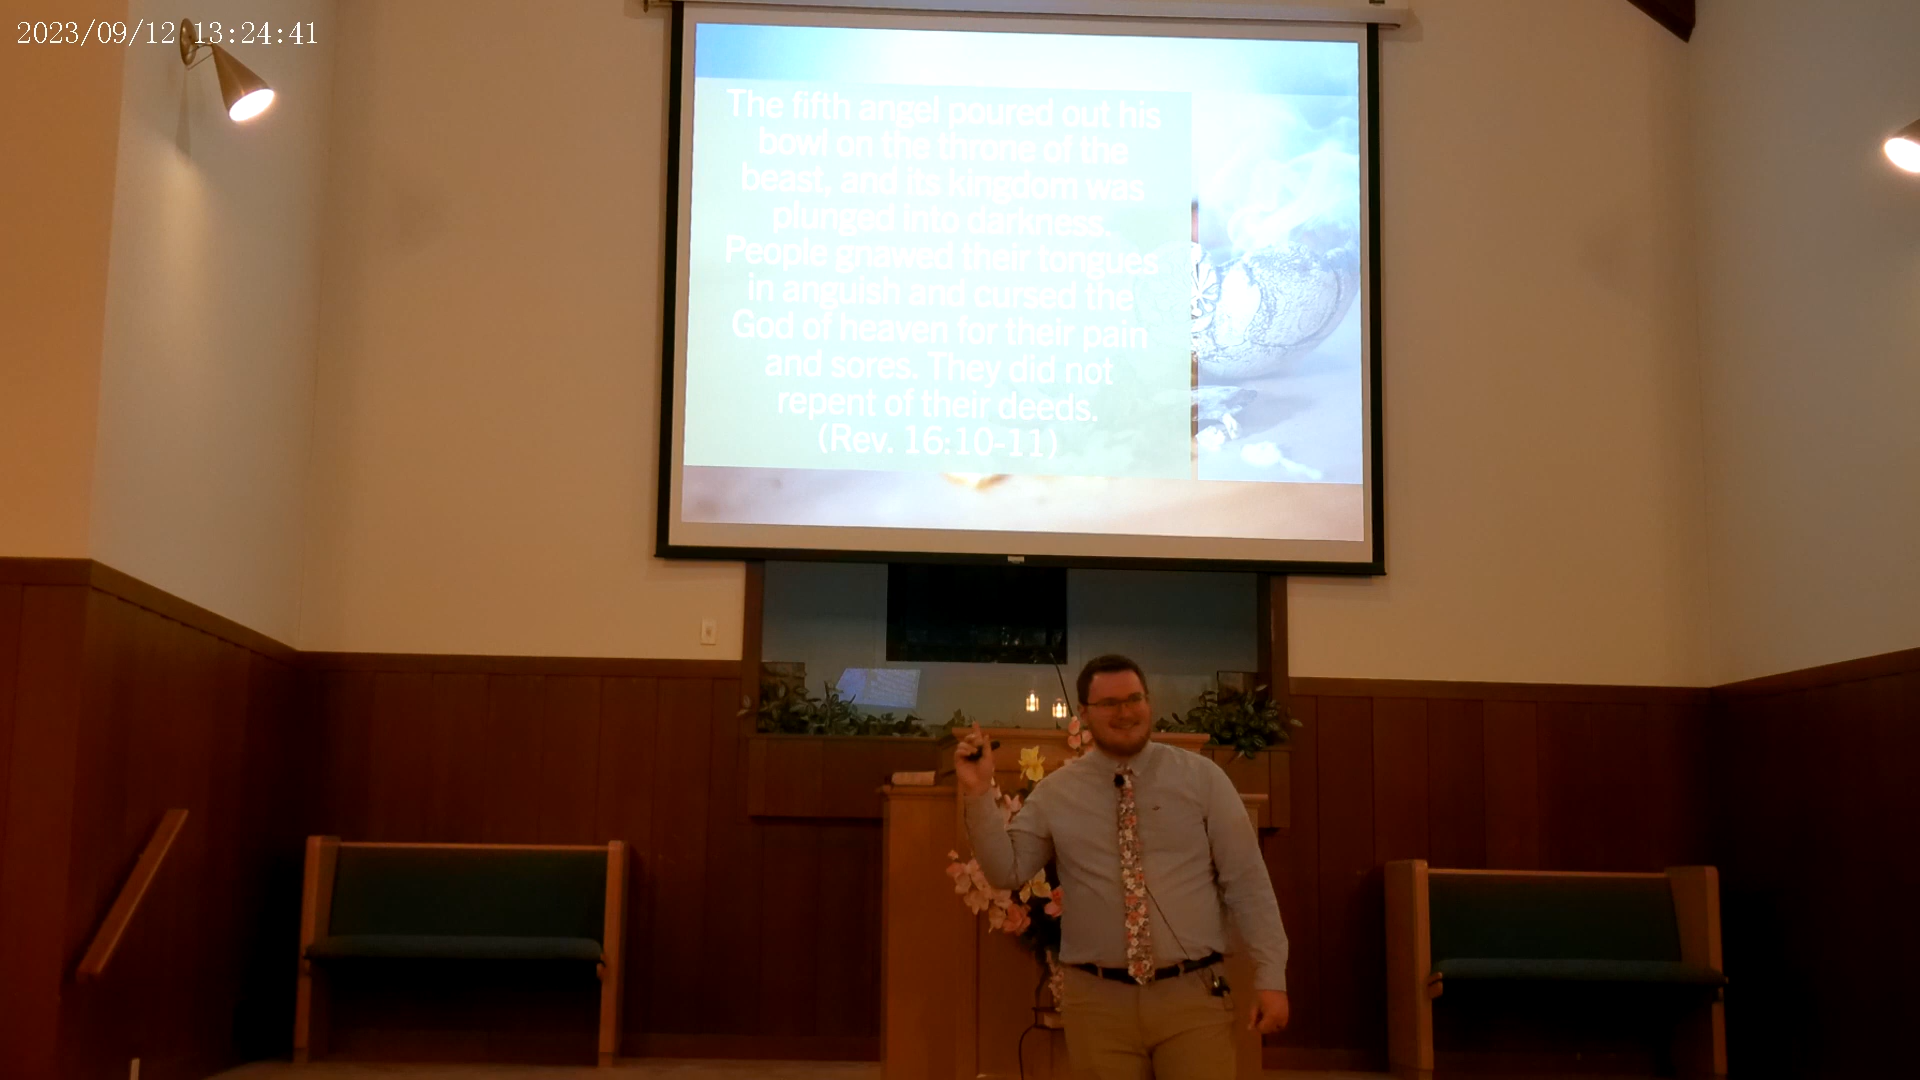 2023/09/12 13:24:41
The fifth angel poured out his
bowl on the throne of the
beast, and its kingdom was
plunged into darkness.
People gnawed their tongues
in anguish and cursed the
God of heaven for their pain
and sores. They did not
repent of their deeds.
(Rev. 16:10-11)